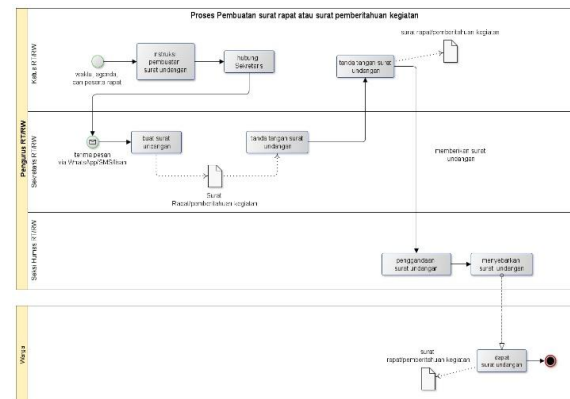 Proses Pembuatan surat rapat atau surat pemberitahuan kegiatan
Pengurus RT/RW
Ketua RT/RW
waktu, agenda,
dan peserta rapat
instruksi
pembuatan
surat undangan
hubungi
Sekretaris
tanda tangan surat
undangan
surat rapat/pemberitahuan kegiatan
Sekretaris RT/RW
terima pesan
via WhatsApp/SMS/lisan
buat surat
undangan
tanda tangan surat
undangan
Surat
Rapat/pemberitahuan kegiatan
memberikan surat
undangan
Seksi Humas RT/RW
penggandaan
surat undangan
menyebarkan
surat undangan
Warga
surat
rapat/pemberitahuan kegiatan
dapat
surat undangan